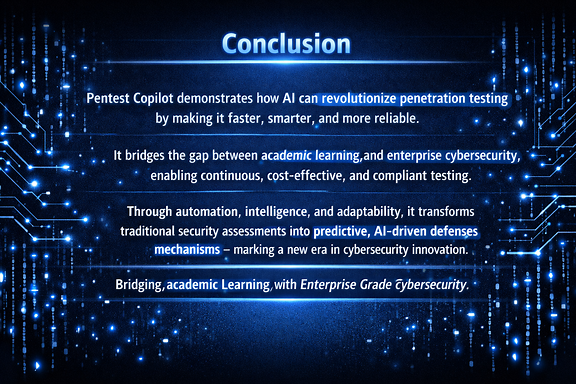 Conclusion
Pentest Copilot demonstrates how AI can revolutionize penetration testing
by making it faster, smarter, and more reliable.
It bridges the gap between academic learning,and enterprise cybersecurity,
enabling continuous, cost-effective, and compliant testing.
Through automation, intelligence, and adaptability, it transforms
traditional security assessments into predictive, AI-driven defenses
mechanisms – marking a new era in cybersecurity innovation.
Bridging, academic Learning, with Enterprise Grade Cybersecurity.